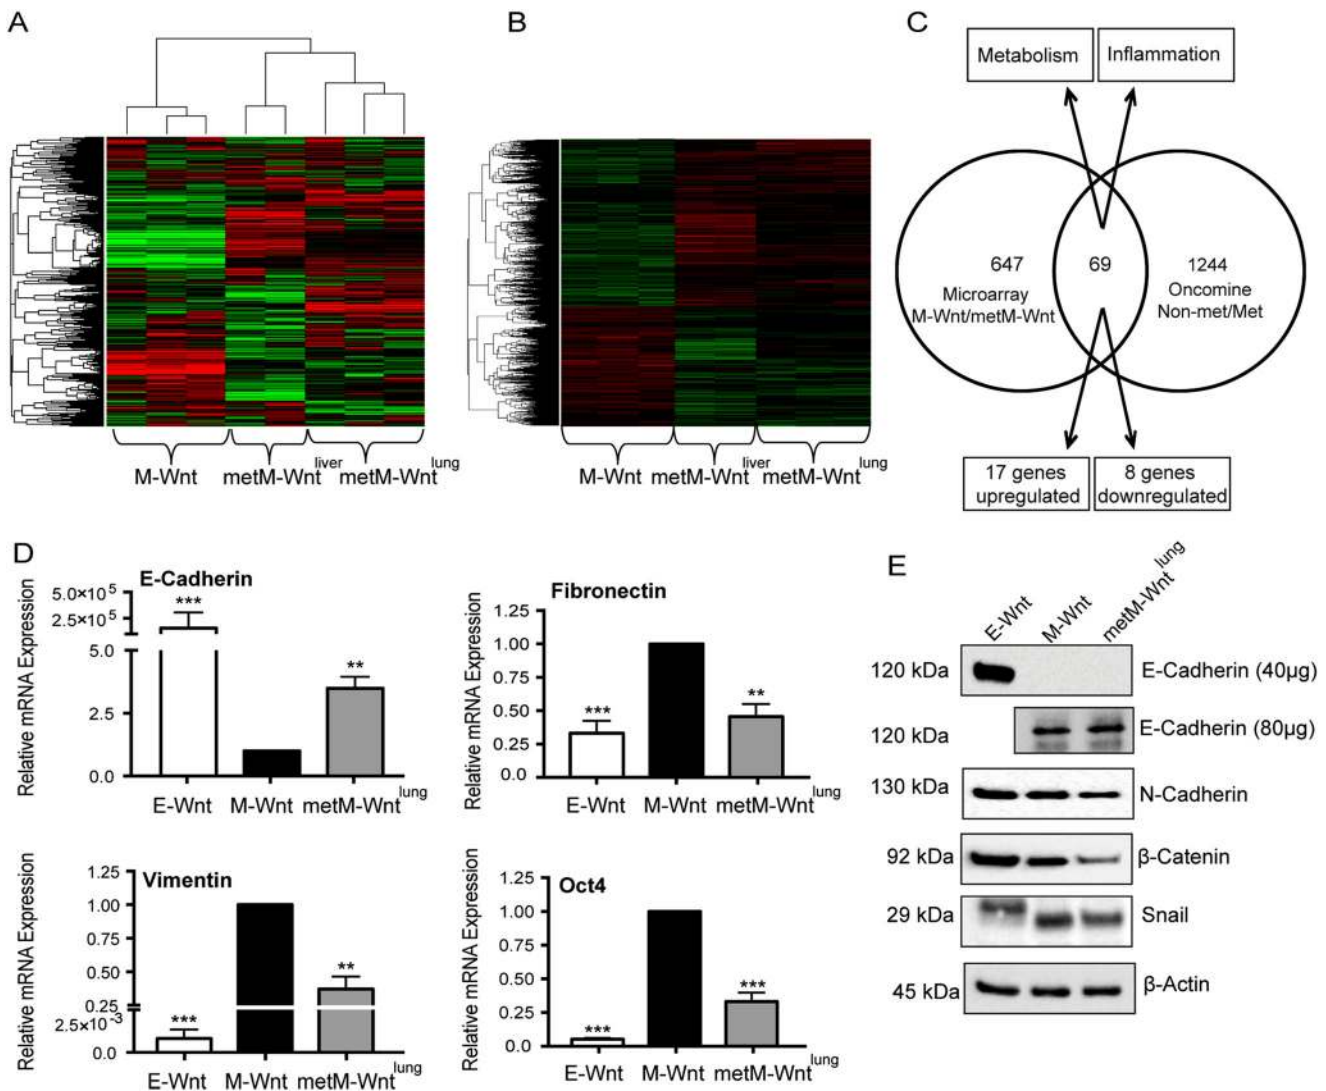 A
B
C
Metabolism
Inflammation
647
69
1244
Microarray
M-Wnt/metM-Wnt
Oncomine
Non-met/Met
17 genes
upregulated
8 genes
downregulated
M-Wnt
metM-Wnt liver
metM-Wnt lung
M-Wnt
metM-Wnt liver
metM-Wnt lung
D
E-Cadherin
Relative mRNA Expression
5.0×10⁵
2.5×10⁵
5.0
2.5
0.0
***
**
E-Wnt
M-Wnt
metM-Wnt lung
Fibronectin
Relative mRNA Expression
1.25
1.00
0.75
0.50
0.25
0.0
***
**
E-Wnt
M-Wnt
metM-Wnt lung
Vimentin
Relative mRNA Expression
1.25
1.00
0.75
0.50
0.25
2.5×10⁻³
0.0
***
**
E-Wnt
M-Wnt
metM-Wnt lung
Oct4
Relative mRNA Expression
1.25
1.00
0.75
0.50
0.25
0.0
***
***
E-Wnt
M-Wnt
metM-Wnt lung
E
E-Wnt
M-Wnt
metM-Wnt lung
120 kDa
E-Cadherin (40μg)
120 kDa
E-Cadherin (80μg)
130 kDa
N-Cadherin
92 kDa
β-Catenin
29 kDa
Snail
45 kDa
β-Actin